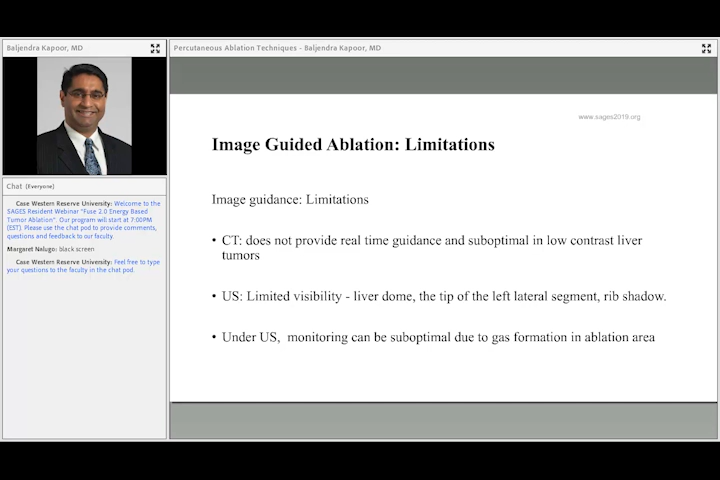 Baljendra Kapoor, MD
Percutaneous Ablation Techniques - Baljendra Kapoor, MD
Chat (Everyone)
Case Western Reserve University: Welcome to the
SAGES Resident Webinar "Fuse 2.0 Energy Based
Tumor Ablation". Our program will start at 7:00PM
(EST). Please use the chat pod to provide comments,
questions and feedback to our faculty.
Margaret Nalugo: black screen
Case Western Reserve University: Feel free to type
your questions to the faculty in the chat pod.
www.sages2019.org
Image Guided Ablation: Limitations
Image guidance: Limitations
• CT: does not provide real time guidance and suboptimal in low contrast liver
tumors
• US: Limited visibility - liver dome, the tip of the left lateral segment, rib shadow.
• Under US, monitoring can be suboptimal due to gas formation in ablation area